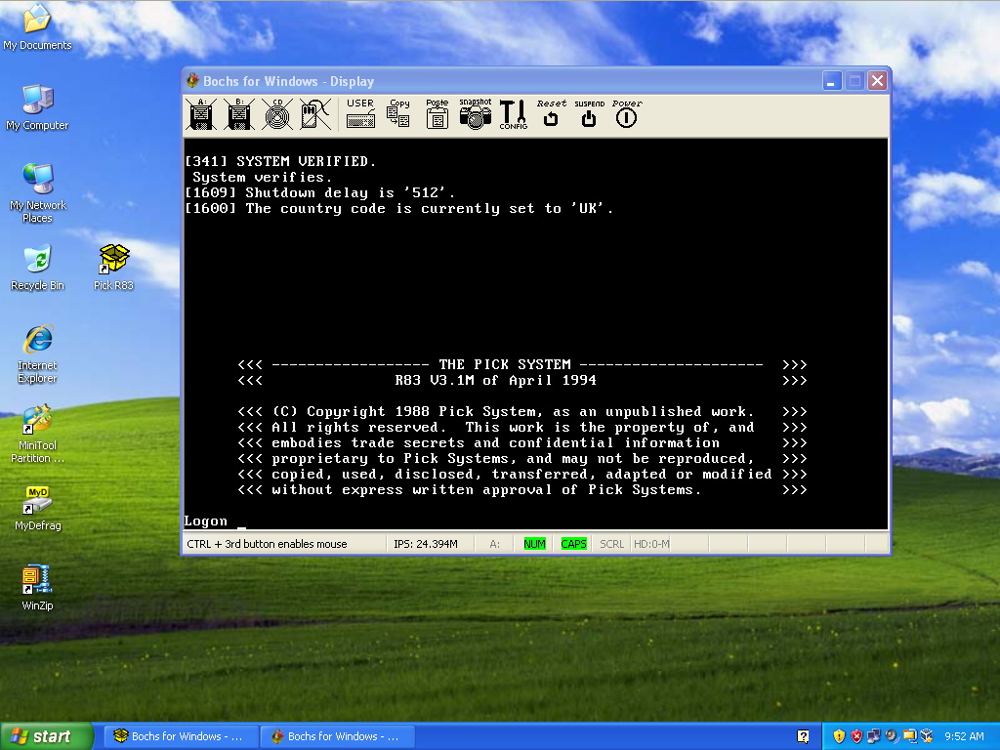 My Documents
My Computer
My Network
Places
Recycle Bin
Pick R83
Internet
Explorer
MiniTool
Partition ...
MyD
MyDefrag
WinZip
Bochs for Windows - Display
A:
B:
CD
USER
Copy
Paste
snapshot
CONFIG
Reset
SUSPEND
Power
[341] SYSTEM VERIFIED.
System verifies.
[1609] Shutdown delay is '512'.
[1600] The country code is currently set to 'UK'.
<<< ------------------ THE PICK SYSTEM --------------------- >>>
<<< R83 V3.1M of April 1994 >>>
<<< (C) Copyright 1988 Pick System, as an unpublished work. >>>
<<< All rights reserved. This work is the property of, and >>>
<<< embodies trade secrets and confidential information >>>
<<< proprietary to Pick Systems, and may not be reproduced, >>>
<<< copied, used, disclosed, transferred, adapted or modified >>>
<<< without express written approval of Pick Systems. >>>
Logon _
CTRL + 3rd button enables mouse IPS: 24.394M A: NUM CAPS SCRL HD:0-M
start Bochs for Windows - ... Bochs for Windows - ... 9:52 AM